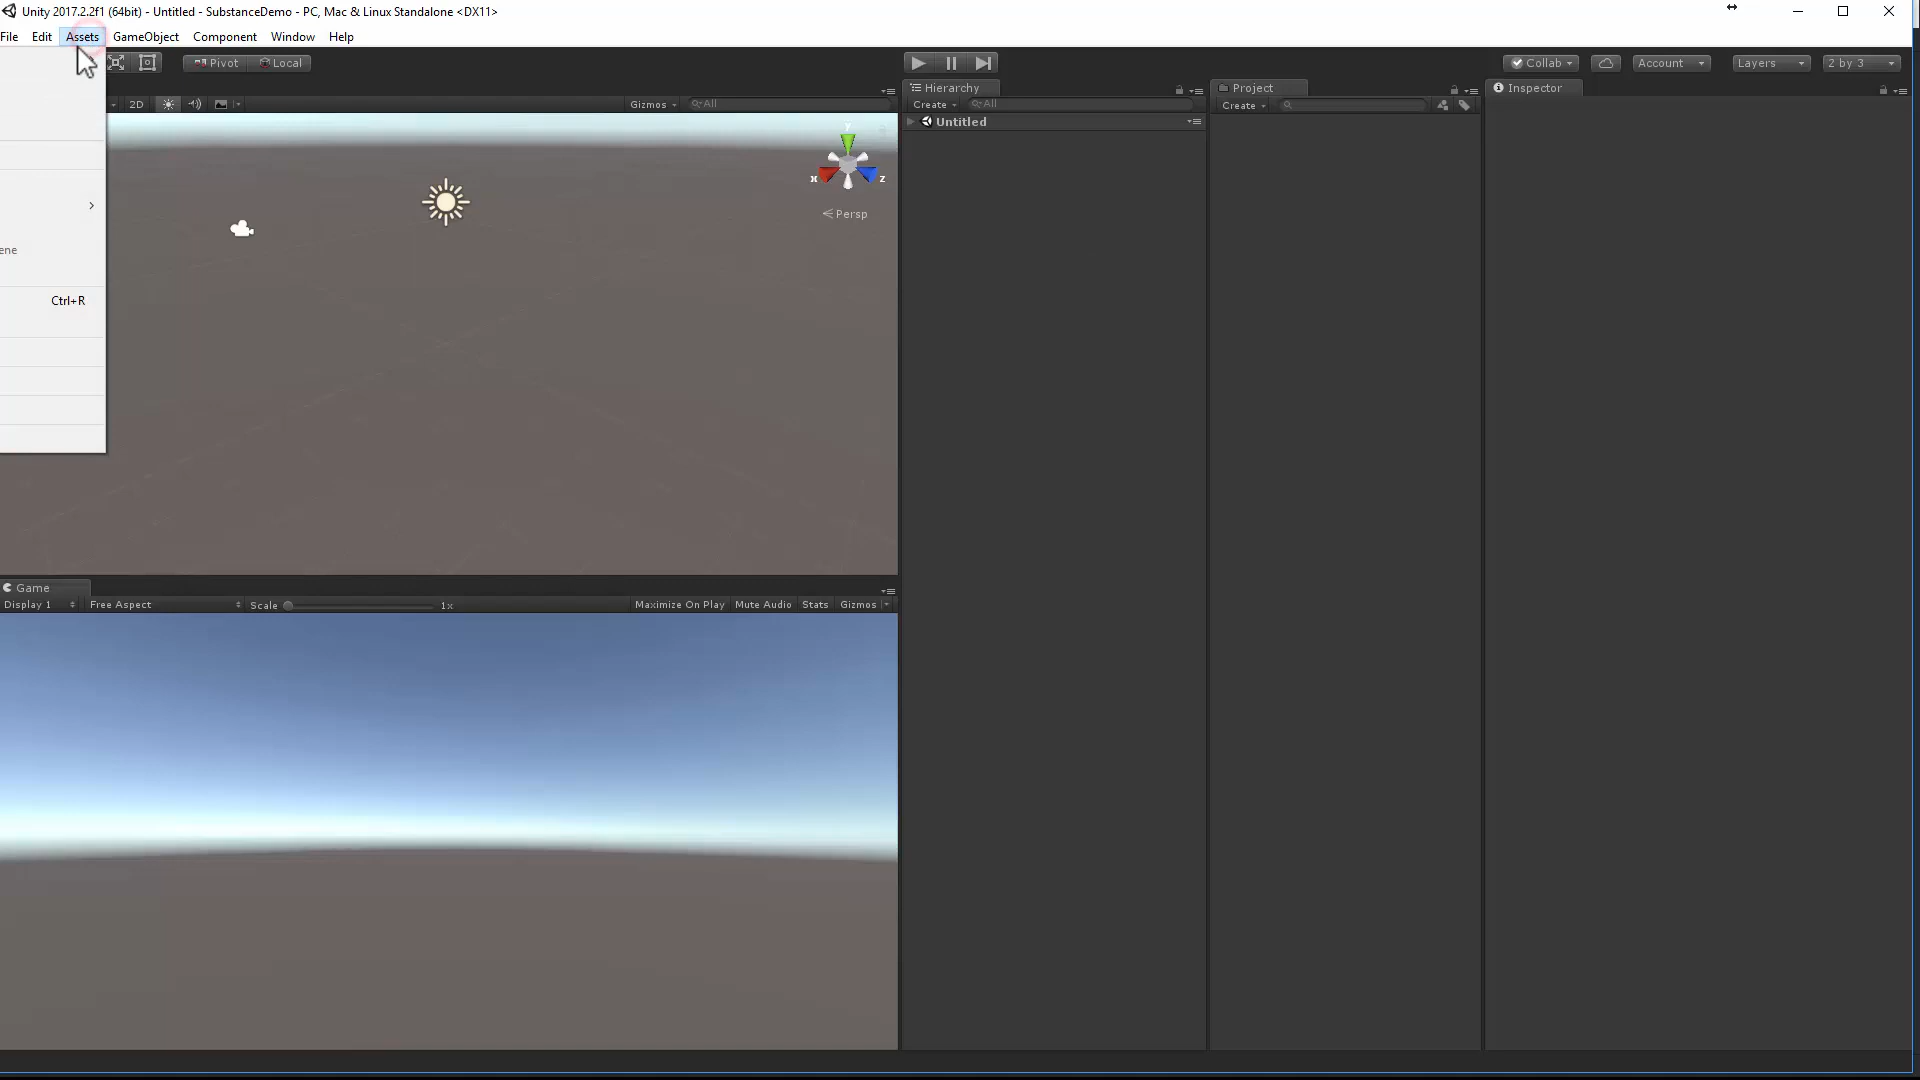 Unity 2017.2.2f1 (64bit) - Untitled - SubstanceDemo - PC, Mac & Linux Standalone <DX11>
File Edit Assets GameObject Component Window Help
Pivot Local Collab Account Layers 2 by 3
Hierarchy Project Inspector
2D Gizmos All Create All Create
Untitled
y
x z
Persp
ene
Ctrl+R
Game
Display 1 Free Aspect Scale 1x Maximize On Play Mute Audio Stats Gizmos